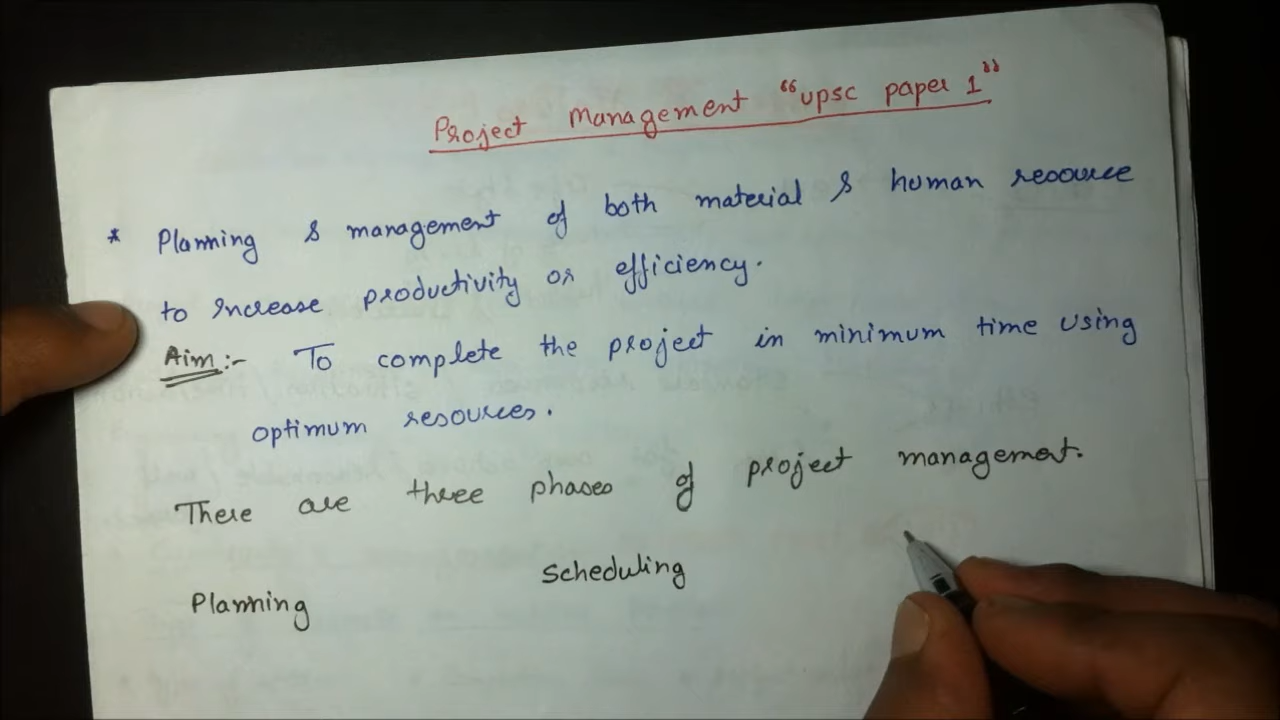 Project Management “upsc paper 1”
* Planning & management of both material & human resource
to increase productivity or efficiency.
Aim:- To complete the project in minimum time using
optimum resources.
There are three phases of project management.
Planning Scheduling